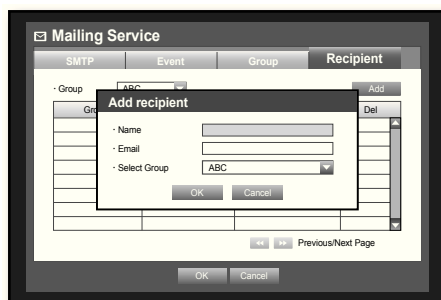 Mailing Service
SMTP Event Group Recipient
· Group ABC Add
Del
Add recipient
· Name
· Email
· Select Group ABC
OK Cancel
Previous/Next Page
OK Cancel